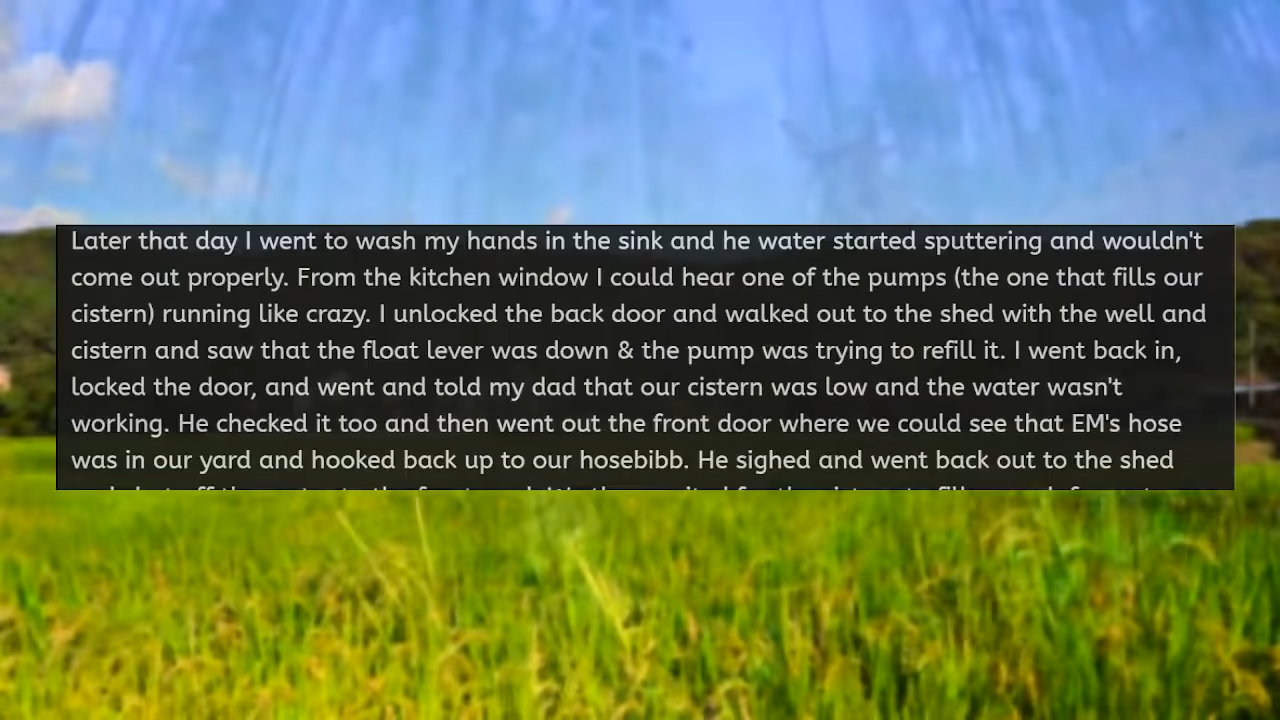 Later that day I went to wash my hands in the sink and he water started sputtering and wouldn't
come out properly. From the kitchen window I could hear one of the pumps (the one that fills our
cistern) running like crazy. I unlocked the back door and walked out to the shed with the well and
cistern and saw that the float lever was down & the pump was trying to refill it. I went back in,
locked the door, and went and told my dad that our cistern was low and the water wasn't
working. He checked it too and then went out the front door where we could see that EM's hose
was in our yard and hooked back up to our hosebibb. He sighed and went back out to the shed